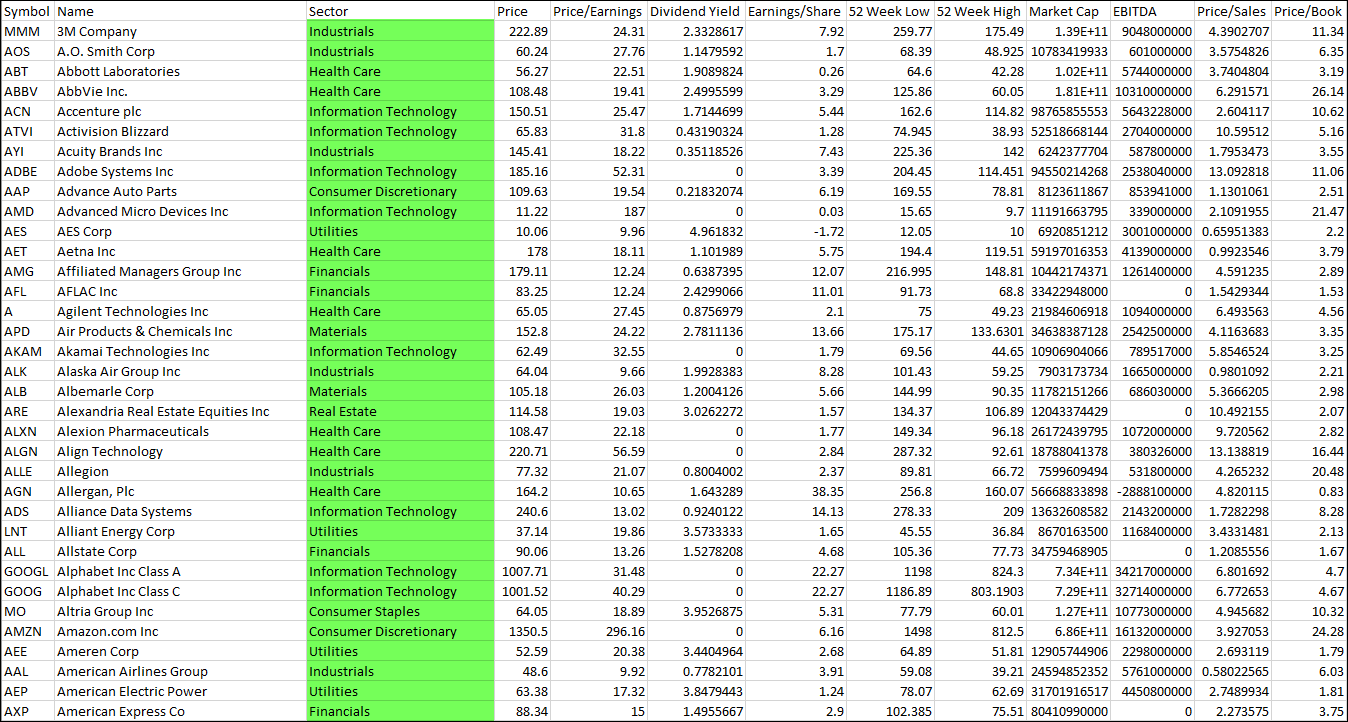 Symbol Name Sector Price Price/Earnings Dividend Yield Earnings/Share 52 Week Low 52 Week High Market Cap EBITDA Price/Sales Price/Book
MMM 3M Company Industrials 222.89 24.31 2.3328617 7.92 259.77 175.49 1.39E+11 9048000000 4.3902707 11.34
AOS A.O. Smith Corp Industrials 60.24 27.76 1.1479592 1.7 68.39 48.925 10783419933 601000000 3.5754826 6.35
ABT Abbott Laboratories Health Care 56.27 22.51 1.9089824 0.26 64.6 42.28 1.02E+11 5744000000 3.7404804 3.19
ABBV AbbVie Inc. Health Care 108.48 19.41 2.4995599 3.29 125.86 60.05 1.81E+11 10310000000 6.291571 26.14
ACN Accenture plc Information Technology 150.51 25.47 1.7144699 5.44 162.6 114.82 98765855553 5643228000 2.604117 10.62
ATVI Activision Blizzard Information Technology 65.83 31.8 0.43190324 1.28 74.945 38.93 52518668144 2704000000 10.59512 5.16
AYI Acuity Brands Inc Industrials 145.41 18.22 0.35118526 7.43 225.36 142 6242377704 587800000 1.7953473 3.55
ADBE Adobe Systems Inc Information Technology 185.16 52.31 0 3.39 204.45 114.451 94550214268 2538040000 13.092818 11.06
AAP Advance Auto Parts Consumer Discretionary 109.63 19.54 0.21832074 6.19 169.55 78.81 8123611867 853941000 1.1301061 2.51
AMD Advanced Micro Devices Inc Information Technology 11.22 187 0 0.03 15.65 9.7 11191663795 339000000 2.1091955 21.47
AES AES Corp Utilities 10.06 9.96 4.961832 -1.72 12.05 10 6920851212 3001000000 0.65951383 2.2
AET Aetna Inc Health Care 178 18.11 1.101989 5.75 194.4 119.51 59197016353 4139000000 0.9923546 3.79
AMG Affiliated Managers Group Inc Financials 179.11 12.24 0.6387395 12.07 216.995 148.81 10442174371 1261400000 4.591235 2.89
AFL AFLAC Inc Financials 83.25 12.24 2.4299066 11.01 91.73 68.8 33422948000 0 1.5429344 1.53
A Agilent Technologies Inc Health Care 65.05 27.45 0.8756979 2.1 75 49.23 21984606918 1094000000 6.493563 4.56
APD Air Products & Chemicals Inc Materials 152.8 24.22 2.7811136 13.66 175.17 133.6301 34638387128 2542500000 4.1163683 3.35
AKAM Akamai Technologies Inc Information Technology 62.49 32.55 0 1.79 69.56 44.65 10906904066 789517000 5.8546524 3.25
ALK Alaska Air Group Inc Industrials 64.04 9.66 1.9928383 8.28 101.43 59.25 7903173734 1665000000 0.9801092 2.21
ALB Albemarle Corp Materials 105.18 26.03 1.2004126 5.66 144.99 90.35 11782151266 686030000 5.3666205 2.98
ARE Alexandria Real Estate Equities Inc Real Estate 114.58 19.03 3.0262272 1.57 134.37 106.89 12043374429 0 10.492155 2.07
ALXN Alexion Pharmaceuticals Health Care 108.47 22.18 0 1.77 149.34 96.18 26172439795 1072000000 9.720562 2.82
ALGN Align Technology Health Care 220.71 56.59 0 2.84 287.32 92.61 18788041378 380326000 13.138819 16.44
ALLE Allegion Industrials 77.32 21.07 0.8004002 2.37 89.81 66.72 7599609494 531800000 4.265232 20.48
AGN Allergan, Plc Health Care 164.2 10.65 1.643289 38.35 256.8 160.07 56668833898 -2888100000 4.820115 0.83
ADS Alliance Data Systems Information Technology 240.6 13.02 0.9240122 14.13 278.33 209 13632608582 2143200000 1.7282298 8.28
LNT Alliant Energy Corp Utilities 37.14 19.86 3.5733333 1.65 45.55 36.84 8670163500 1168400000 3.4331481 2.13
ALL Allstate Corp Financials 90.06 13.26 1.5278208 4.68 105.36 77.73 34759468905 0 1.2085556 1.67
GOOGL Alphabet Inc Class A Information Technology 1007.71 31.48 0 22.27 1198 824.3 7.34E+11 34217000000 6.801692 4.7
GOOG Alphabet Inc Class C Information Technology 1001.52 40.29 0 22.27 1186.89 803.1903 7.29E+11 32714000000 6.772653 4.67
MO Altria Group Inc Consumer Staples 64.05 18.89 3.9526875 5.31 77.79 60.01 1.27E+11 10773000000 4.945682 10.32
AMZN Amazon.com Inc Consumer Discretionary 1350.5 296.16 0 6.16 1498 812.5 6.86E+11 16132000000 3.927053 24.28
AEE Ameren Corp Utilities 52.59 20.38 3.4404964 2.68 64.89 51.81 12905744906 2298000000 2.693119 1.79
AAL American Airlines Group Industrials 48.6 9.92 0.7782101 3.91 59.08 39.21 24594852352 5761000000 0.58022565 6.03
AEP American Electric Power Utilities 63.38 17.32 3.8479443 1.24 78.07 62.69 31701916517 4450800000 2.7489934 1.81
AXP American Express Co Financials 88.34 15 1.4955667 2.9 102.385 75.51 80410990000 0 2.273575 3.75